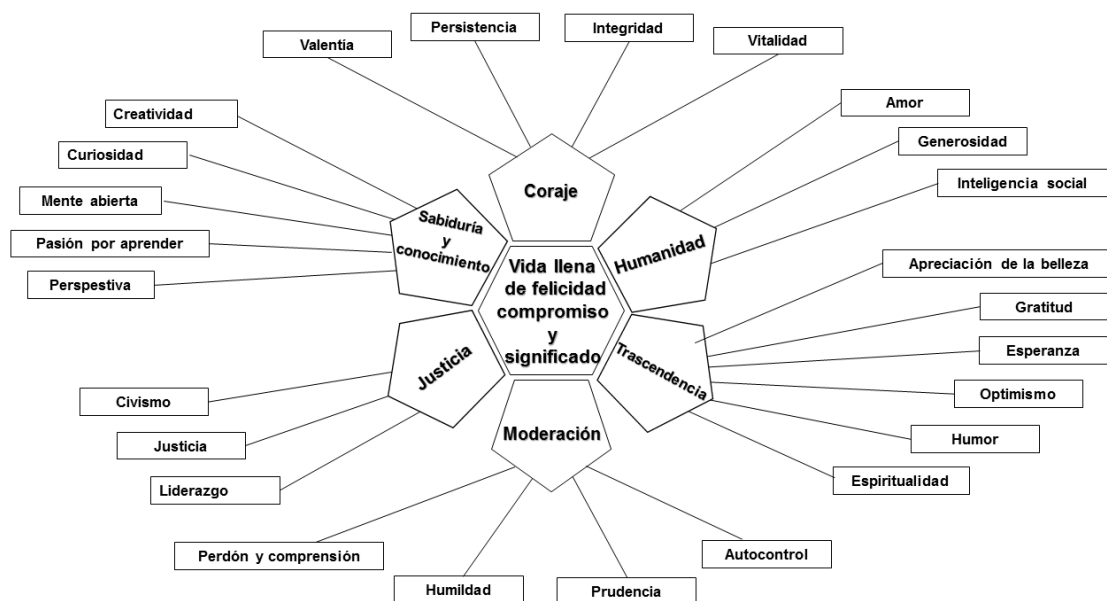 Persistencia
Integridad
Valentía
Vitalidad
Creatividad
Amor
Curiosidad
Generosidad
Mente abierta
Inteligencia social
Pasión por aprender
Perspestiva
Coraje
Sabiduría
y
conocimiento
Humanidad
Vida llena
de felicidad
compromiso
y
significado
Apreciación de la belleza
Gratitud
Esperanza
Optimismo
Humor
Espiritualidad
Trascendencia
Justicia
Moderación
Civismo
Justicia
Liderazgo
Perdón y comprensión
Humildad
Prudencia
Autocontrol